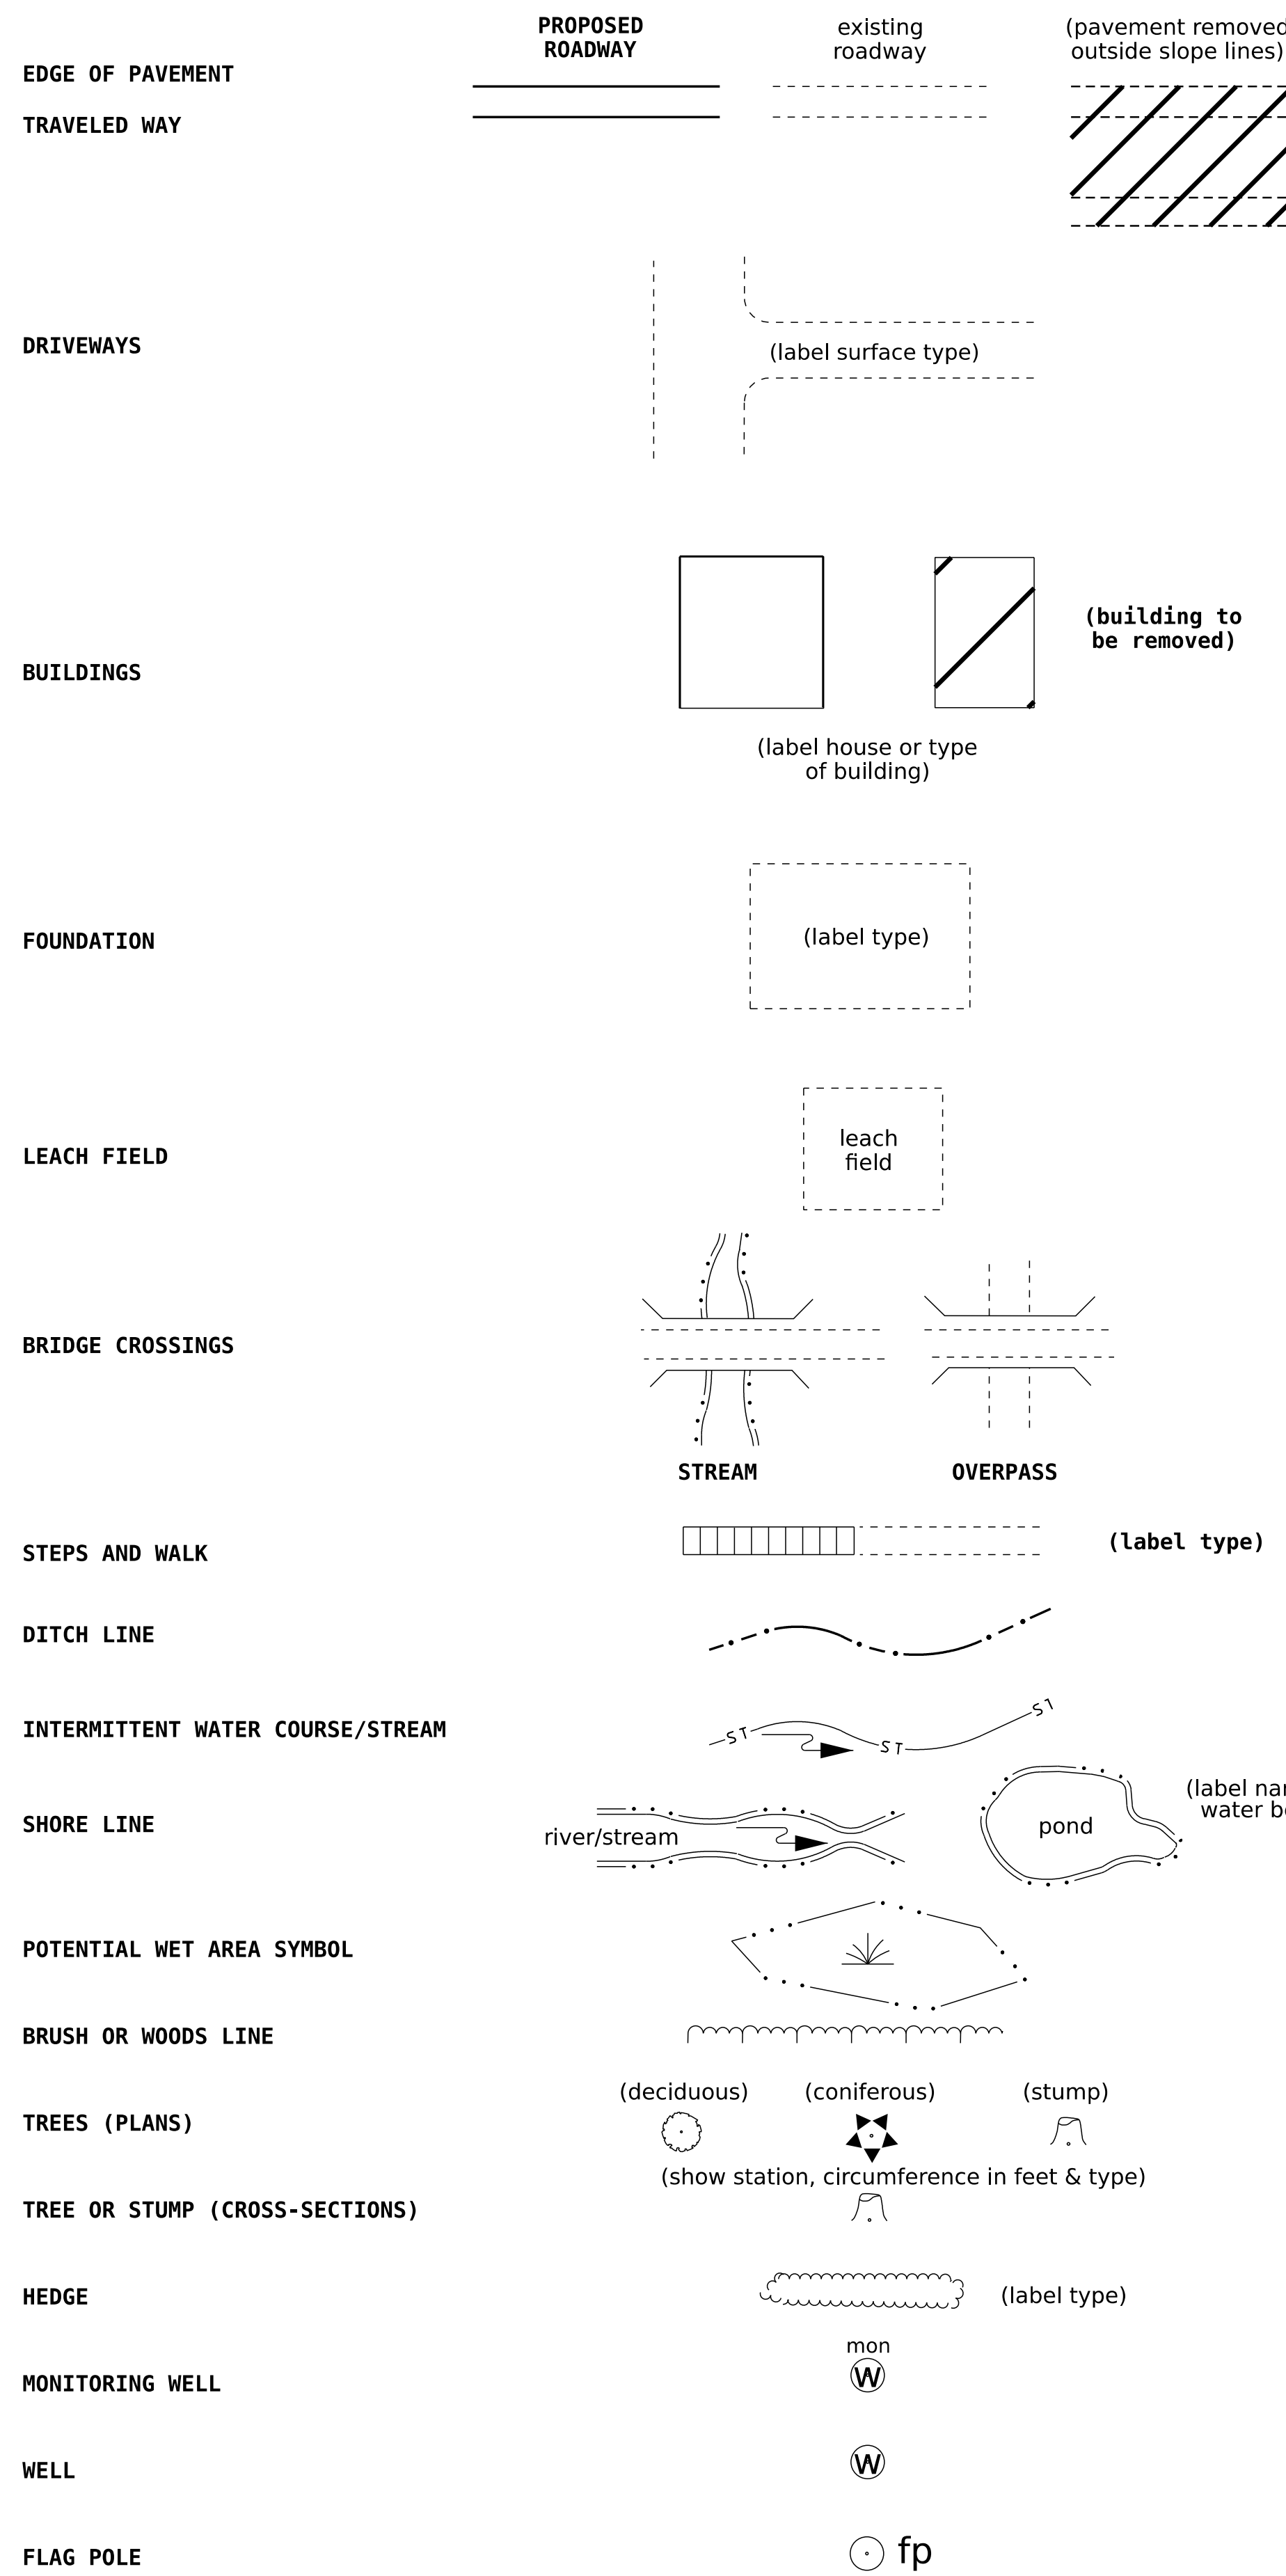 PROPOSED
ROADWAY
existing
roadway
(pavement removed
outside slope lines)
EDGE OF PAVEMENT
TRAVELED WAY
DRIVEWAYS
(label surface type)
(building to
be removed)
BUILDINGS
(label house or type
of building)
FOUNDATION
(label type)
LEACH FIELD
leach
field
BRIDGE CROSSINGS
STREAM
OVERPASS
STEPS AND WALK
(label type)
DITCH LINE
INTERMITTENT WATER COURSE/STREAM
ST
ST
ST
SHORE LINE
river/stream
pond
(label
water
POTENTIAL WET AREA SYMBOL
BRUSH OR WOODS LINE
(deciduous)
(coniferous)
(stump)
TREES (PLANS)
(show station, circumference in feet & type)
TREE OR STUMP (CROSS-SECTIONS)
HEDGE
(label type)
mon
MONITORING WELL
W
WELL
W
FLAG POLE
fp